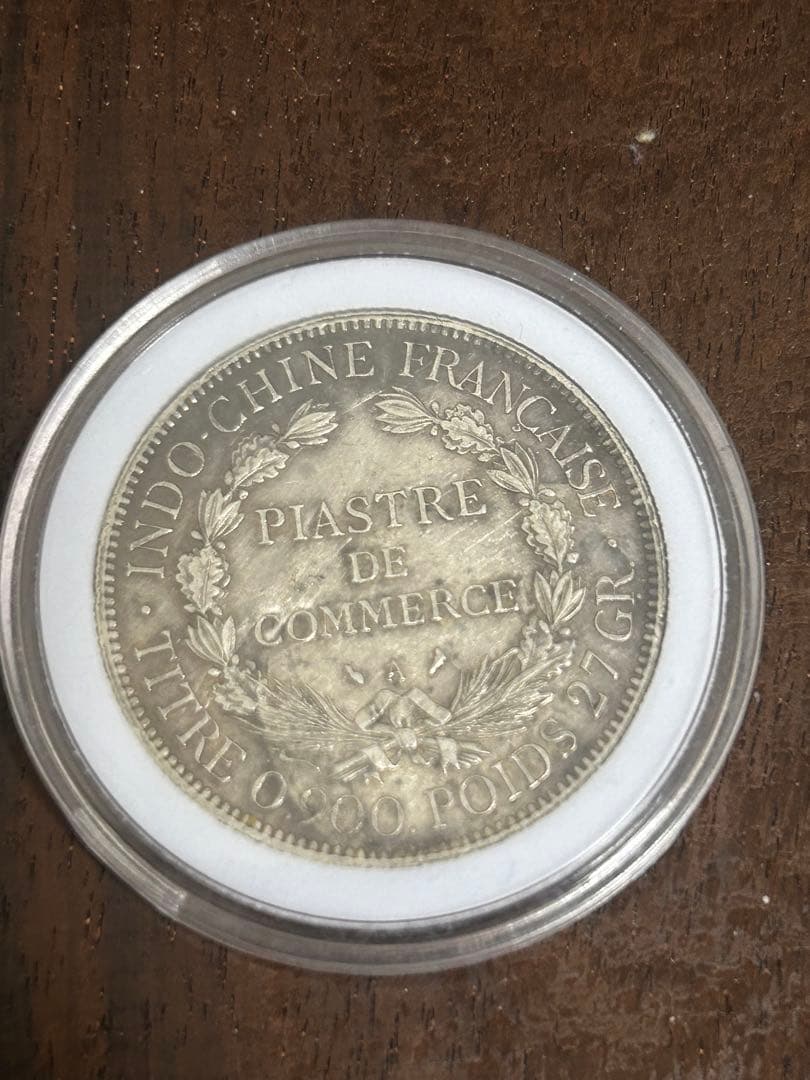 INDO-CHINE FRANÇAISE
PIASTRE
DE
COMMERCE
A
· TITRE 0,900. POIDS 27 GR. ·